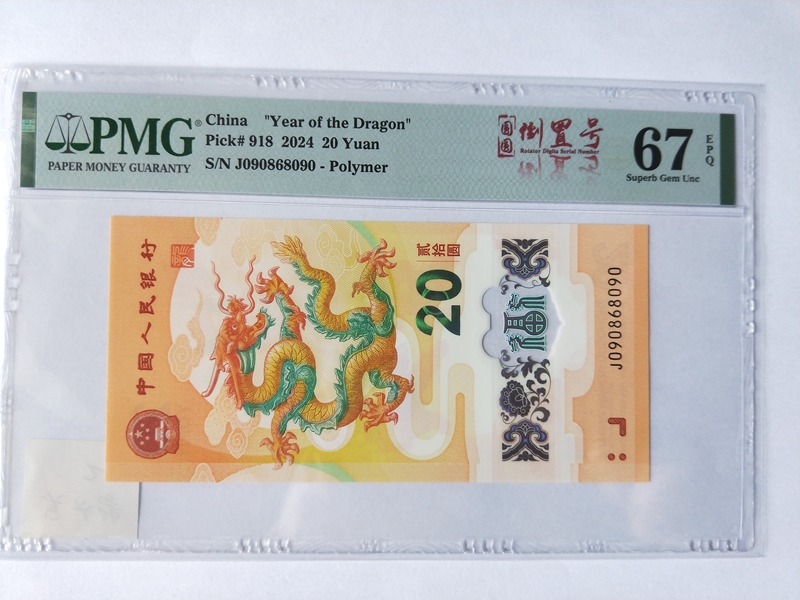 PMG®
PAPER MONEY GUARANTY
China "Year of the Dragon"
Pick# 918 2024 20 Yuan
S/N J090868090 - Polymer
圆圆
倒置号
Rotator Digits Serial Number
67
EPQ
Superb Gem Unc
中国人民银行
贰拾圆
20
J090868090